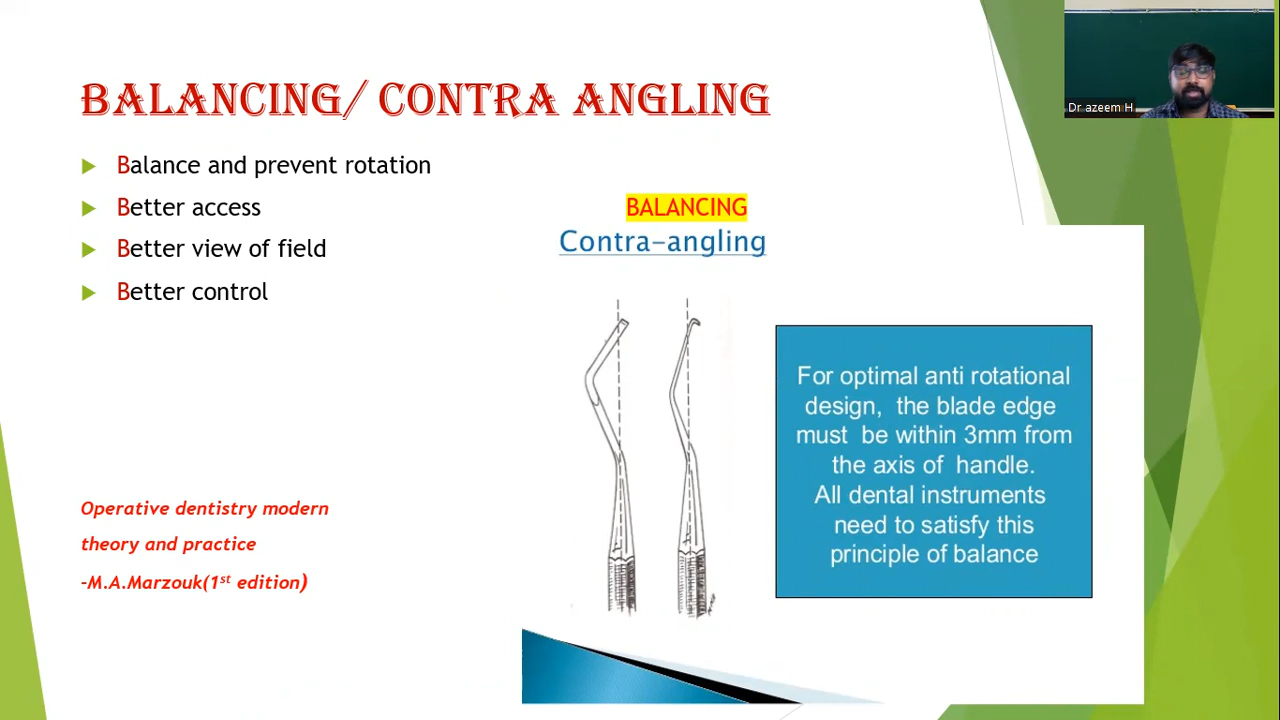 BALANCING/ CONTRA ANGLING
Balance and prevent rotation
Better access
Better view of field
Better control
Operative dentistry modern
theory and practice
-M.A.Marzouk(1st edition)
BALANCING
Contra-angling
For optimal anti rotational
design, the blade edge
must be within 3mm from
the axis of handle.
All dental instruments
need to satisfy this
principle of balance
Dr azeem H